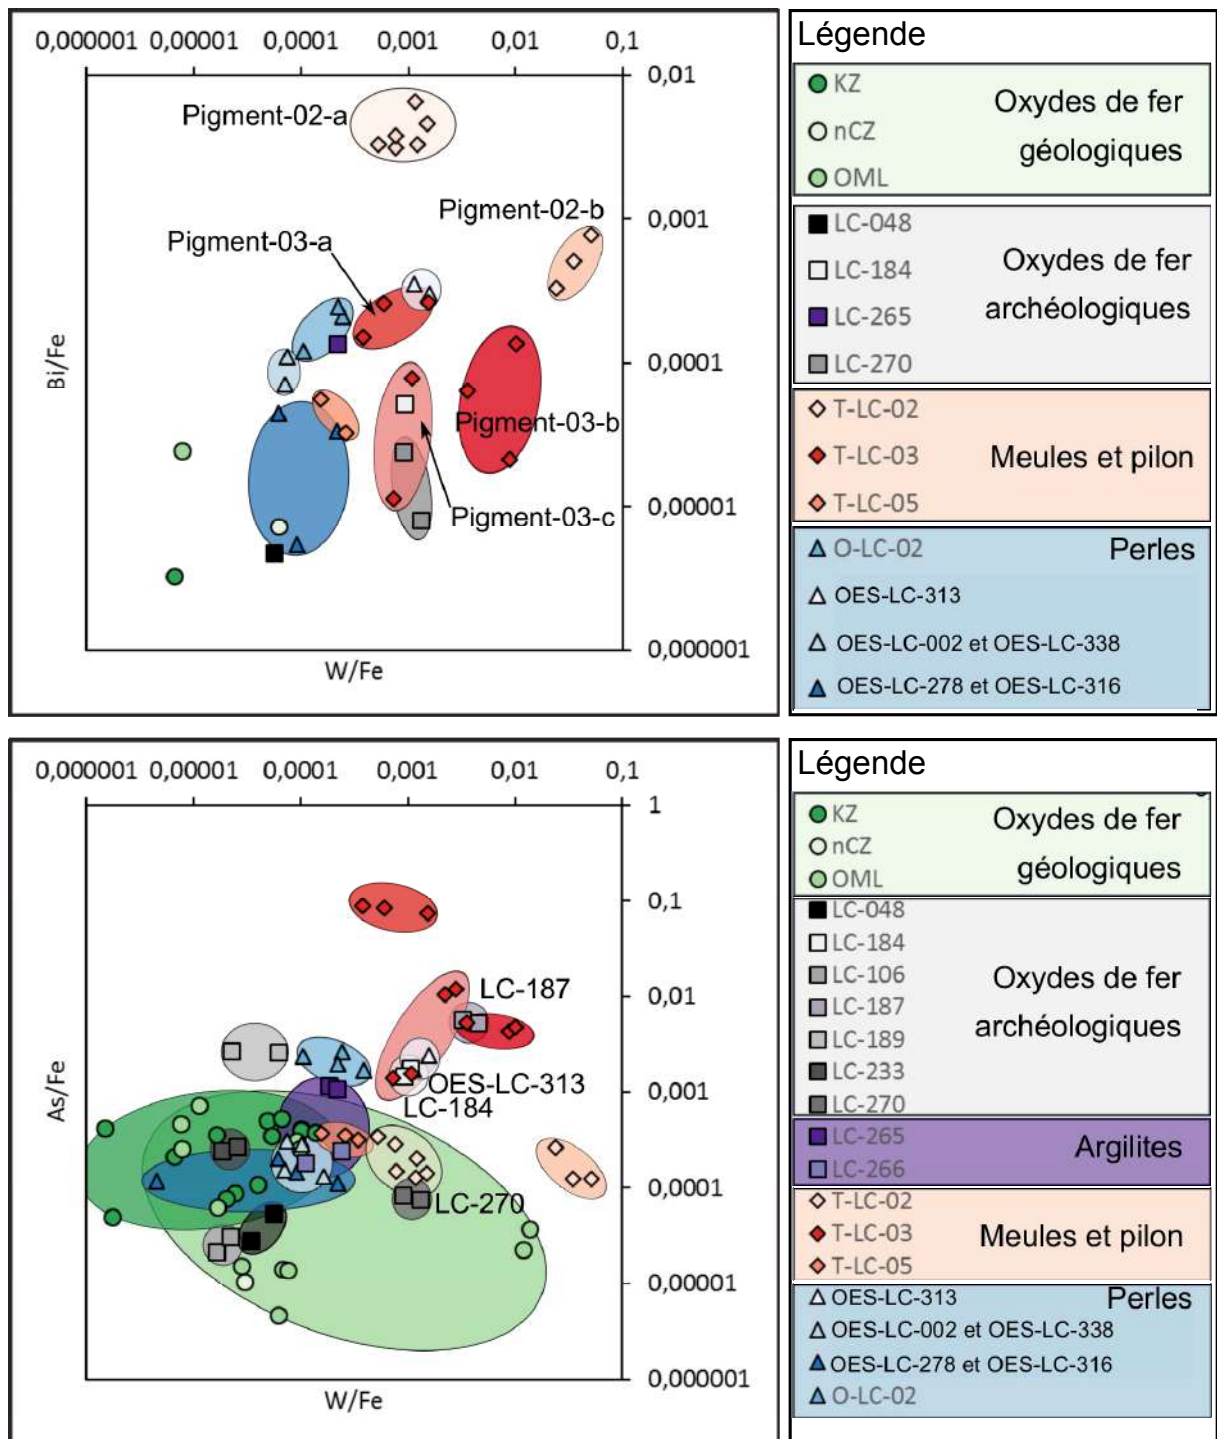 0,000001 0,00001 0,0001 0,001 0,01 0,1
0,01
Pigment-02-a
0,001
Pigment-02-b
Pigment-03-a
0,0001
Bi/Fe
Pigment-03-b
0,00001
Pigment-03-c
0,000001
W/Fe
Légende
KZ
nCZ
OML
Oxydes de fer
géologiques
LC-048
LC-184
LC-265
LC-270
Oxydes de fer
archéologiques
T-LC-02
T-LC-03
T-LC-05
Meules et pilon
O-LC-02
Perles
OES-LC-313
OES-LC-002 et OES-LC-338
OES-LC-278 et OES-LC-316
0,000001 0,00001 0,0001 0,001 0,01 0,1
1
0,1
LC-187
0,01
As/Fe
0,001
OES-LC-313
LC-184
0,0001
LC-270
0,00001
0,000001
W/Fe
Légende
KZ
nCZ
OML
Oxydes de fer
géologiques
LC-048
LC-184
LC-106
LC-187
LC-189
LC-233
LC-270
Oxydes de fer
archéologiques
LC-265
LC-266
Argilites
T-LC-02
T-LC-03
T-LC-05
Meules et pilon
OES-LC-313
Perles
OES-LC-002 et OES-LC-338
OES-LC-278 et OES-LC-316
O-LC-02